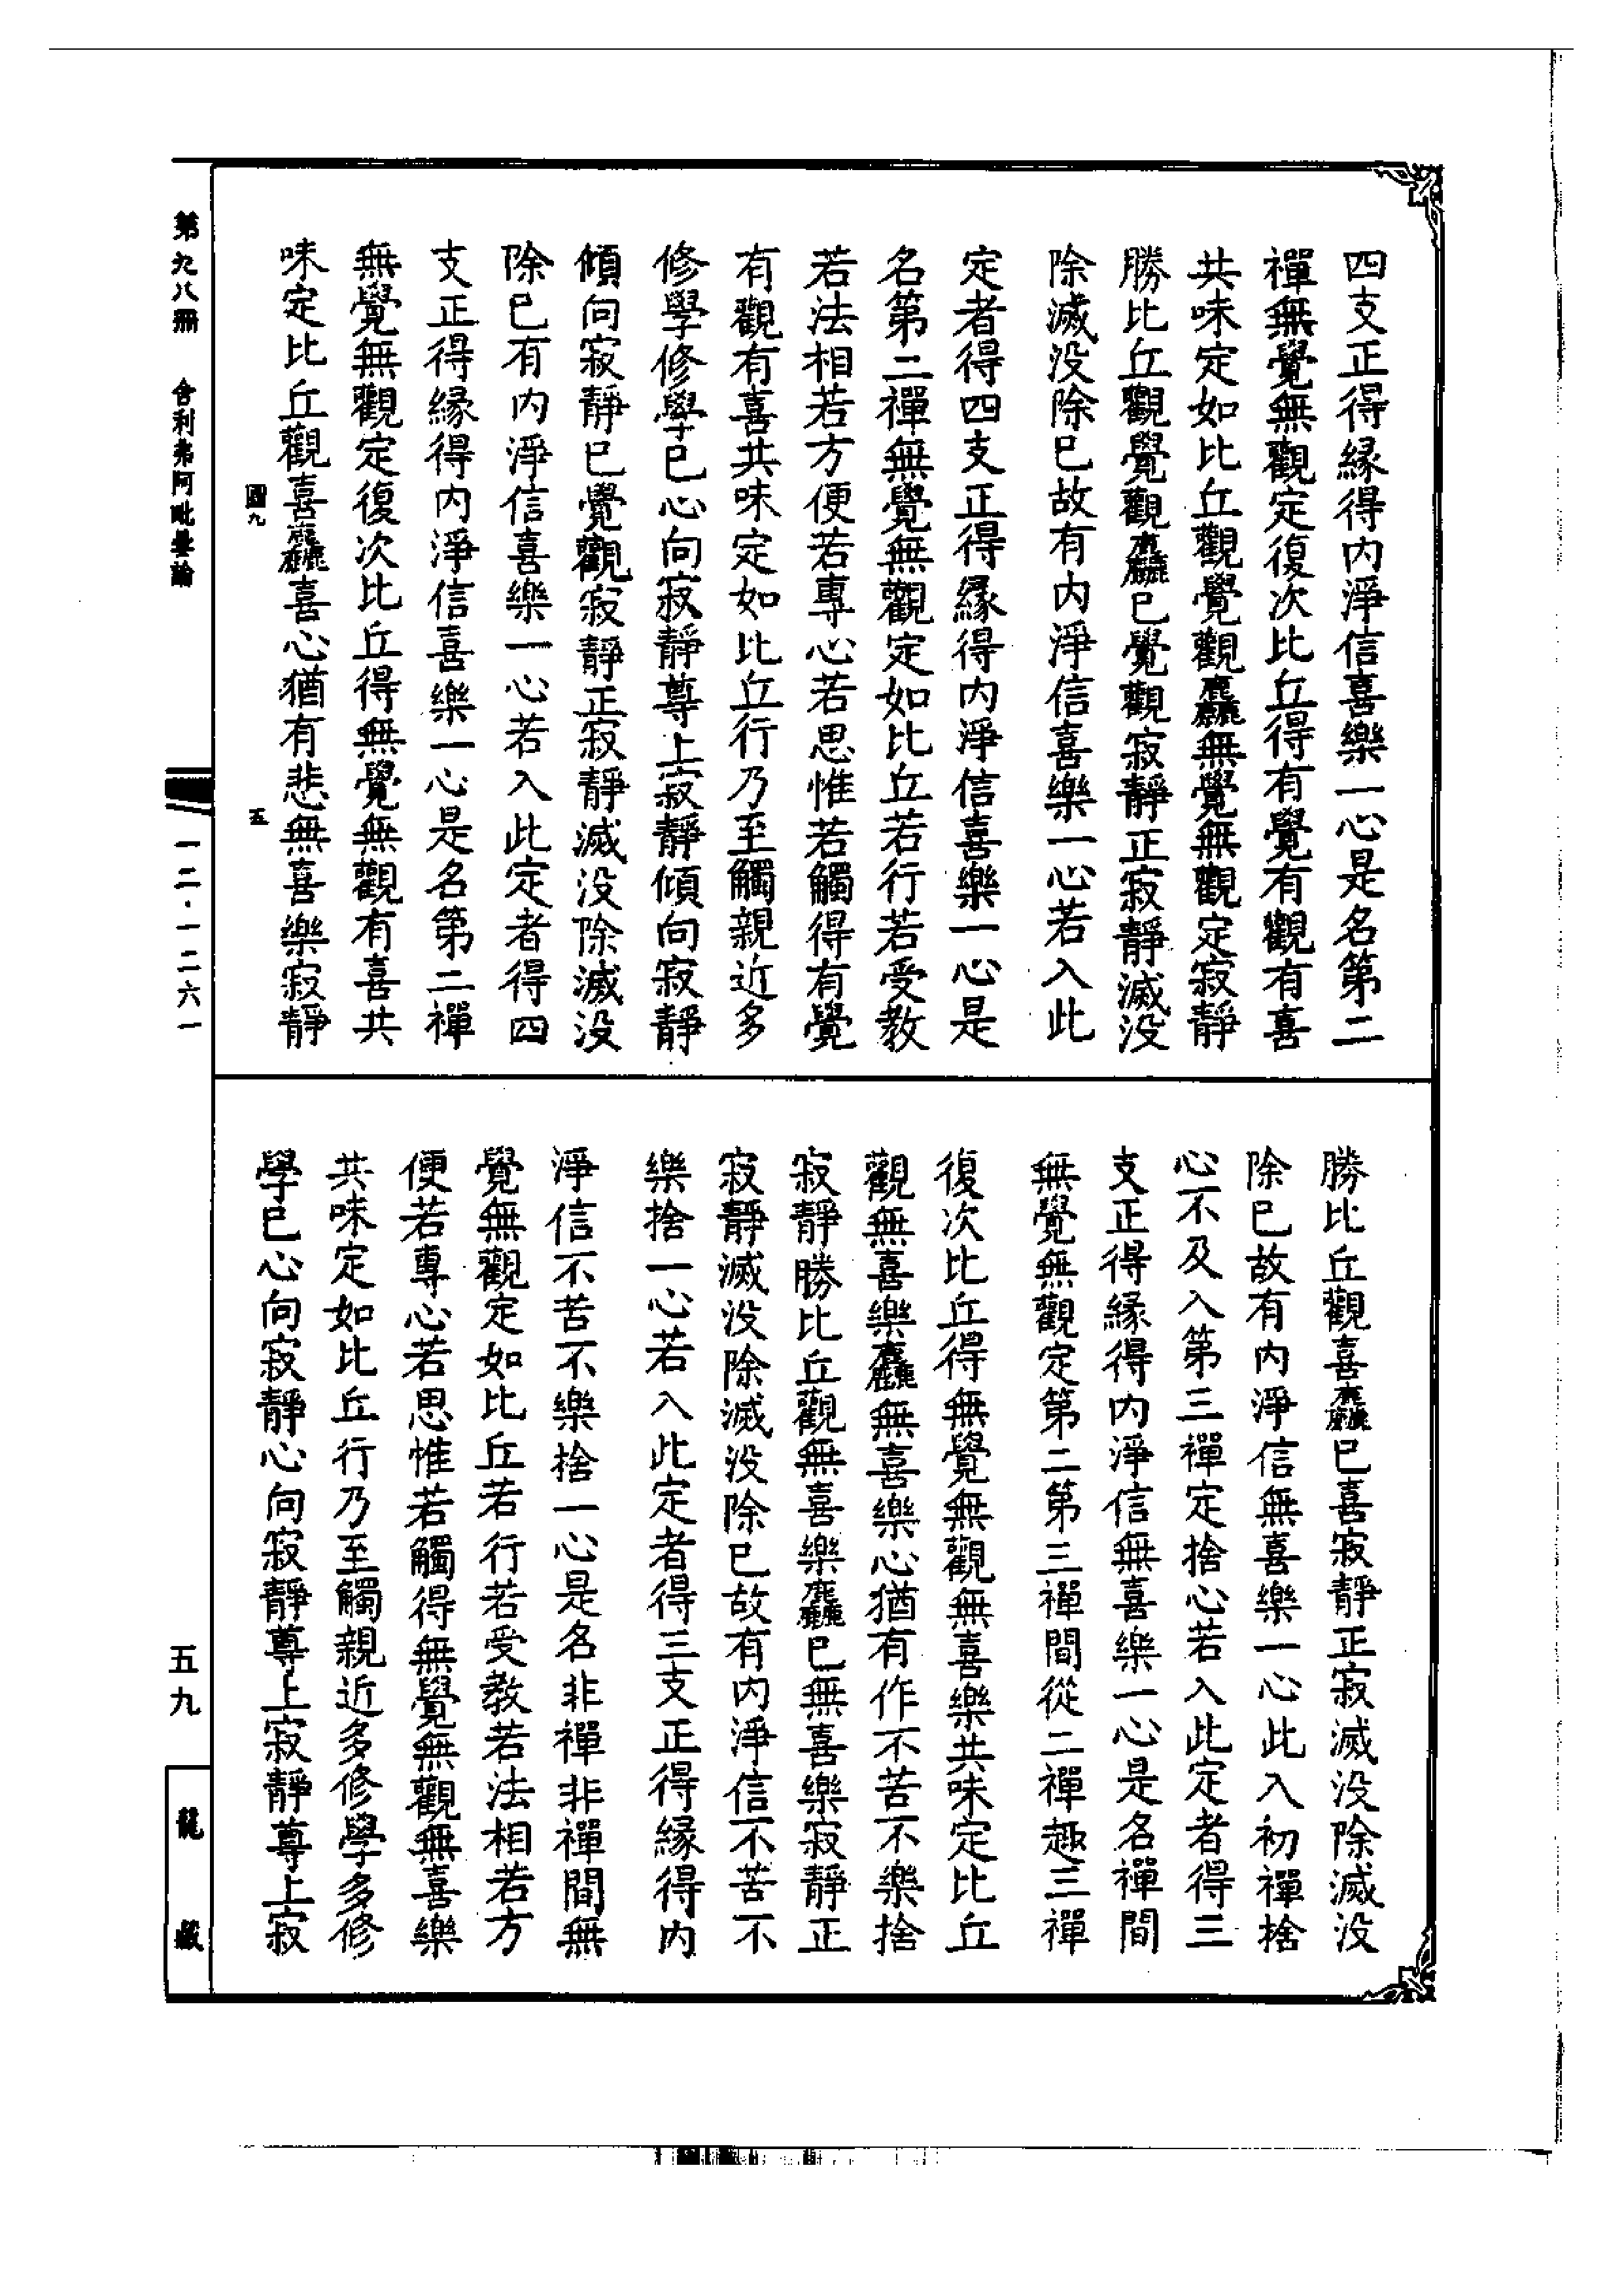 四支正得緣得内淨信喜樂一心是名第二
禪無覺無觀定復次比丘得有覺有觀有喜
共味定如比丘觀覺觀麤無覺無觀定寂靜
勝比丘觀覺觀麤已覺觀寂靜正寂靜滅没
除滅没除已故有内淨信喜樂一心若入此
定者得四支正得緣得内淨信喜樂一心是
名第二禪無覺無觀定如比丘若行若受教
若法相若方便若專心若思惟若觸得有覺
有觀有喜共味定如比丘行乃至觸親近多
修學修學已心向寂靜尊上寂靜傾向寂靜
傾向寂靜已覺觀寂靜正寂靜滅没除滅没
除已有内淨信喜樂一心若入此定者得四
支正得緣得内淨信喜樂一心是名第二禪
無覺無觀定復次比丘得無覺無觀有喜共
味定比丘觀喜麤喜心猶有悲無喜樂寂靜
圖九 五
勝比丘觀喜麤已喜寂靜正寂滅没除滅没
除已故有内淨信無喜樂一心此入初禪捨
心不及入第三禪定捨心若入此定者得三
支正得緣得内淨信無喜樂一心是名禪間
無覺無觀定第二第三禪間從二禪趣三禪
復次比丘得無覺無觀無喜樂共味定比丘
觀無喜樂麤無喜樂心猶有作不苦不樂捨
寂靜勝比丘觀無喜樂麤已無喜樂寂靜正
寂靜滅没除滅没除已故有内淨信不苦不
樂捨一心若入此定者得三支正得緣得内
淨信不苦不樂捨一心是名非禪非禪間無
覺無觀定如比丘若行若受教若法相若方
便若專心若思惟若觸得無覺無觀無喜樂
共味定如比丘行乃至觸親近多修學多修
學已心向寂靜心向寂靜尊上寂靜尊上寂
第九八冊 舍利弗阿毗曇論
一二·一二六一
五九
龍藏